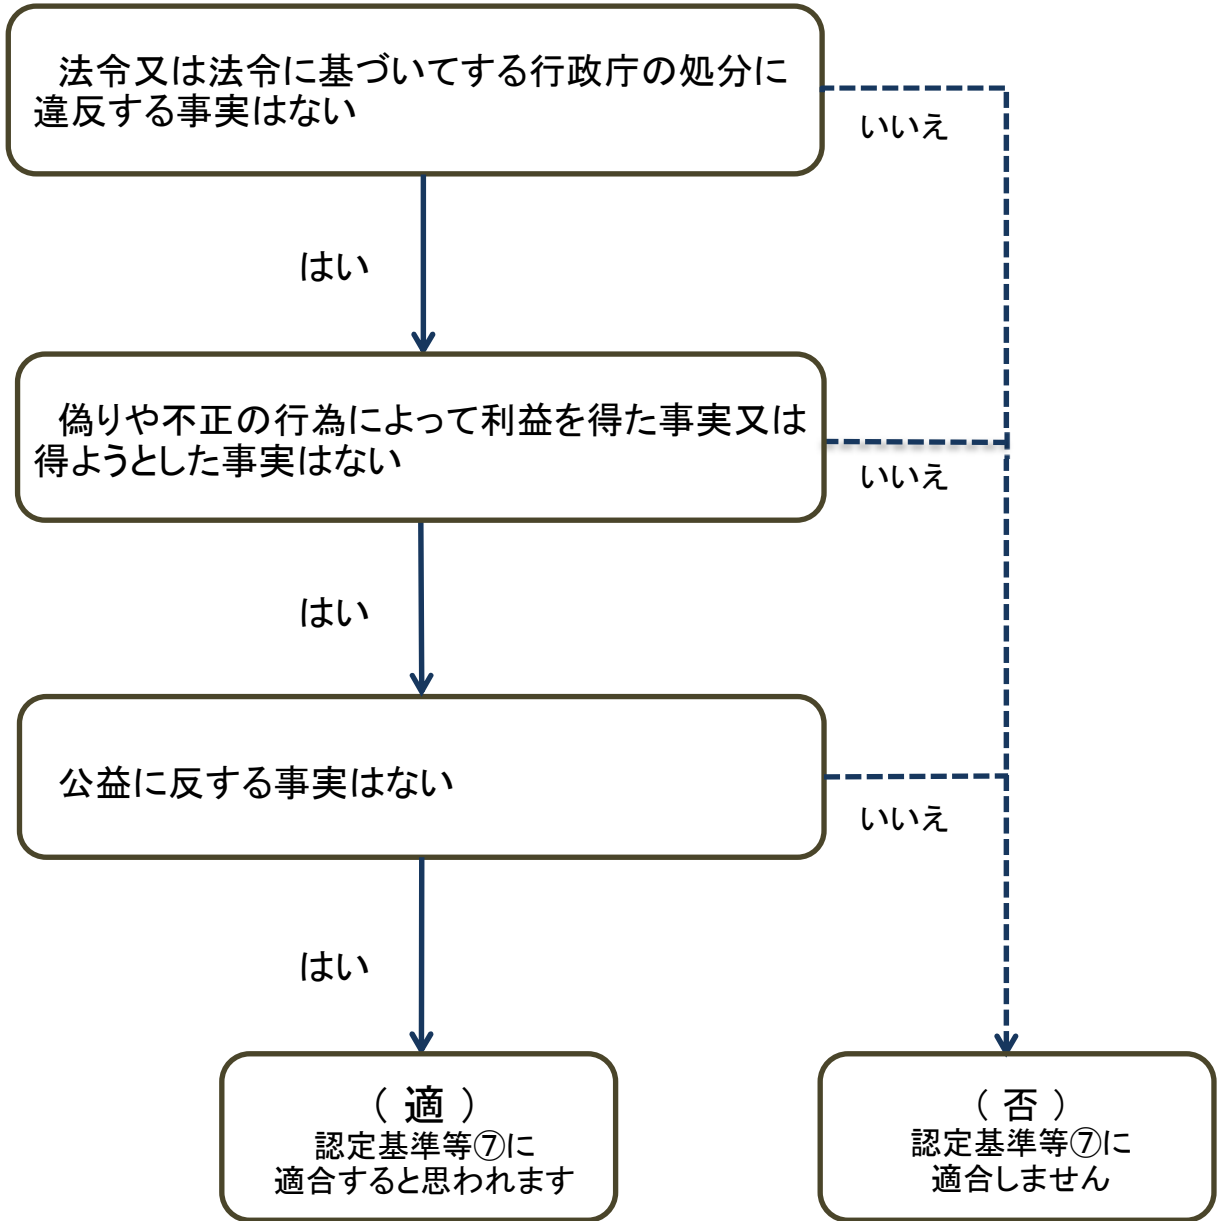 法令又は法令に基づいてする行政庁の処分に
違反する事実はない
いいえ
はい
偽りや不正の行為によって利益を得た事実又は
得ようとした事実はない
いいえ
はい
公益に反する事実はない
いいえ
はい
（ 適 ）
認定基準等⑦に
適合すると思われます
（ 否 ）
認定基準等⑦に
適合しません